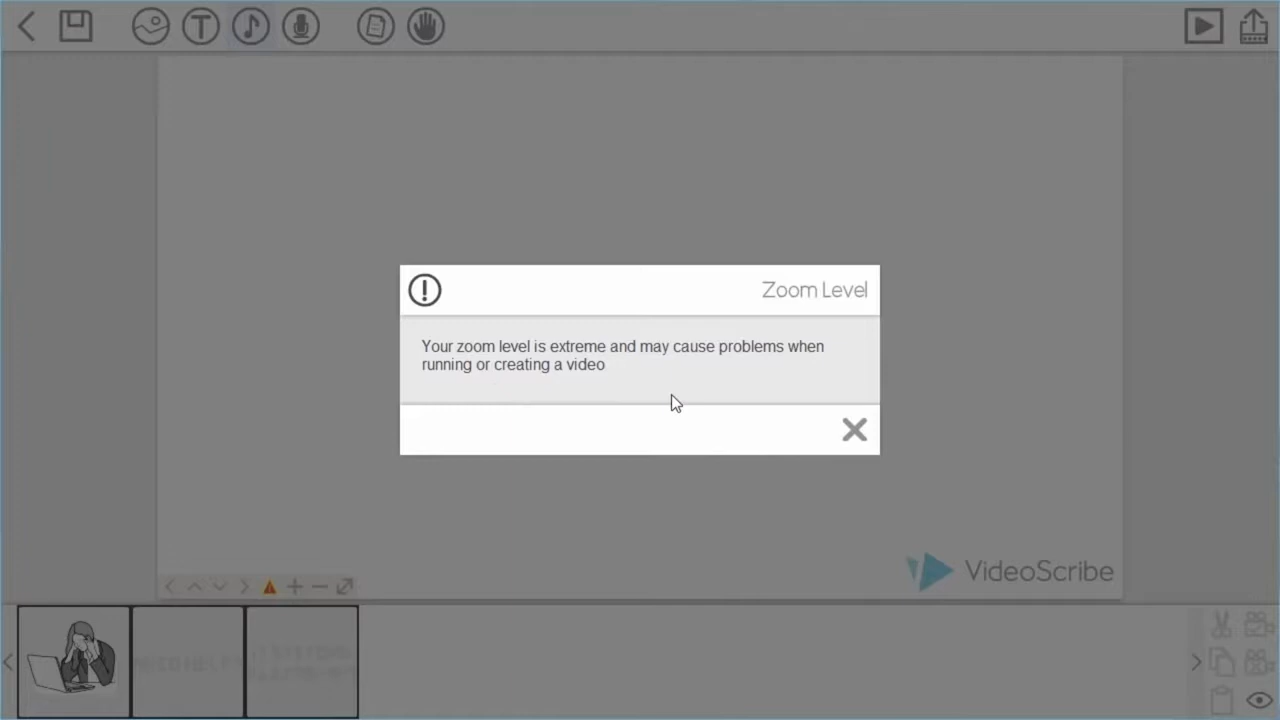 Zoom Level
Your zoom level is extreme and may cause problems when
running or creating a video
VideoScribe